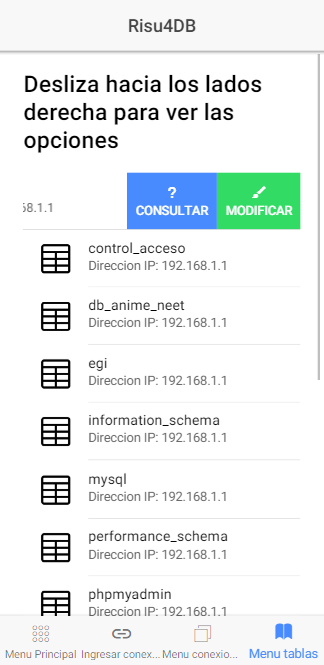 Risu4DB
Desliza hacia los lados
derecha para ver las
opciones
68.1.1
? CONSULTAR
MODIFICAR
control_acceso
Direccion IP: 192.168.1.1
db_anime_neet
Direccion IP: 192.168.1.1
egi
Direccion IP: 192.168.1.1
information_schema
Direccion IP: 192.168.1.1
mysql
Direccion IP: 192.168.1.1
performance_schema
Direccion IP: 192.168.1.1
phpmyadmin
Direccion IP: 192.168.1.1
Menu Principal
Ingresar conex...
Menu conexio...
Menu tablas